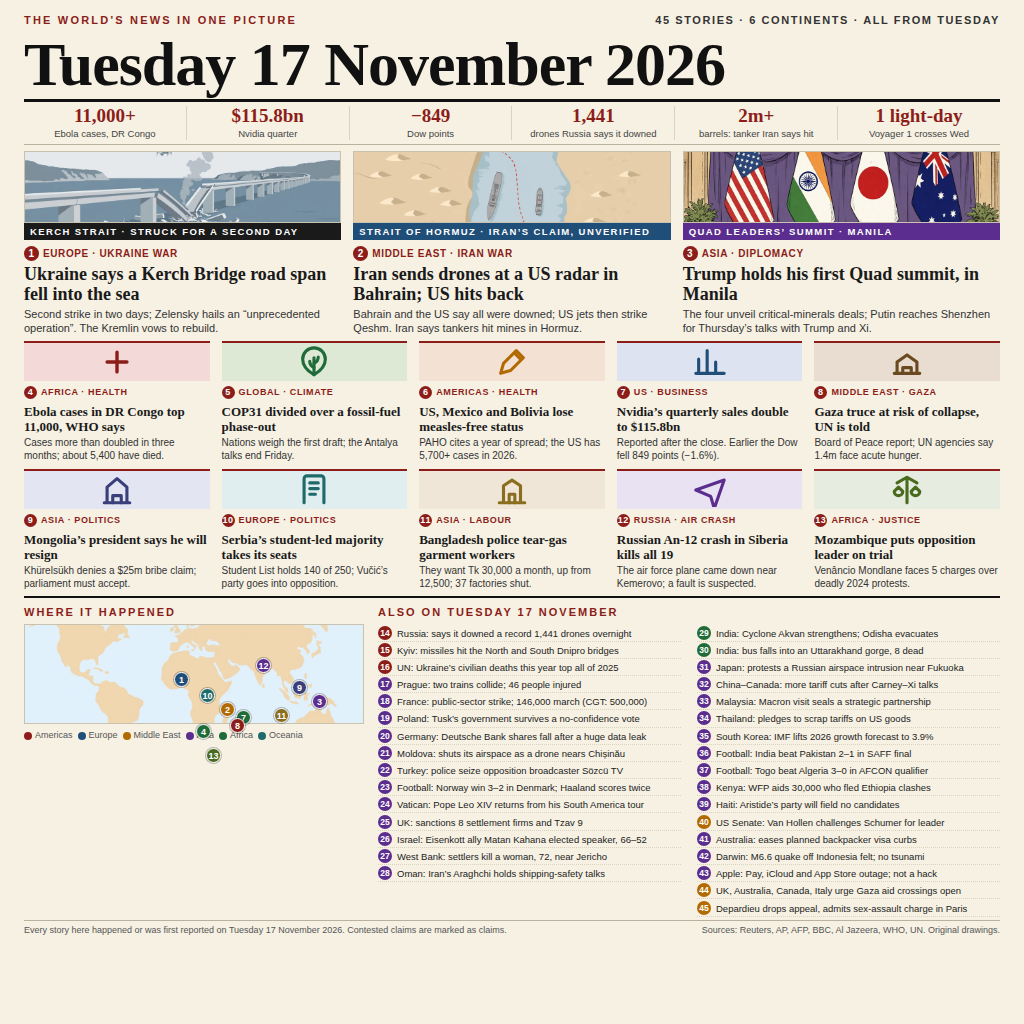 THE WORLD'S NEWS IN ONE PICTURE
45 STORIES · 6 CONTINENTS · ALL FROM TUESDAY
Tuesday 17 November 2026
11,000+
Ebola cases, DR Congo
$115.8bn
Nvidia quarter
−849
Dow points
1,441
drones Russia says it downed
2m+
barrels: tanker Iran says hit
1 light-day
Voyager 1 crosses Wed
KERCH STRAIT · STRUCK FOR A SECOND DAY
STRAIT OF HORMUZ · IRAN'S CLAIM, UNVERIFIED
QUAD LEADERS' SUMMIT · MANILA
1 EUROPE · UKRAINE WAR
Ukraine says a Kerch Bridge road span
fell into the sea
Second strike in two days; Zelensky hails an “unprecedented
operation”. The Kremlin vows to rebuild.
2 MIDDLE EAST · IRAN WAR
Iran sends drones at a US radar in
Bahrain; US hits back
Bahrain and the US say all were downed; US jets then strike
Qeshm. Iran says tankers hit mines in Hormuz.
3 ASIA · DIPLOMACY
Trump holds his first Quad summit, in
Manila
The four unveil critical-minerals deals; Putin reaches Shenzhen
for Thursday's talks with Trump and Xi.
4 AFRICA · HEALTH
Ebola cases in DR Congo top
11,000, WHO says
Cases more than doubled in three
months; about 5,400 have died.
5 GLOBAL · CLIMATE
COP31 divided over a fossil-fuel
phase-out
Nations weigh the first draft; the Antalya
talks end Friday.
6 AMERICAS · HEALTH
US, Mexico and Bolivia lose
measles-free status
PAHO cites a year of spread; the US has
5,700+ cases in 2026.
7 US · BUSINESS
Nvidia’s quarterly sales double
to $115.8bn
Reported after the close. Earlier the Dow
fell 849 points (−1.6%).
8 MIDDLE EAST · GAZA
Gaza truce at risk of collapse,
UN is told
Board of Peace report; UN agencies say
1.4m face acute hunger.
9 ASIA · POLITICS
Mongolia’s president says he will
resign
Khürelsükh denies a $25m bribe claim;
parliament must accept.
10 EUROPE · POLITICS
Serbia’s student-led majority
takes its seats
Student List holds 140 of 250; Vučić’s
party goes into opposition.
11 ASIA · LABOUR
Bangladesh police tear-gas
garment workers
They want Tk 30,000 a month, up from
12,500; 37 factories shut.
12 RUSSIA · AIR CRASH
Russian An-12 crash in Siberia
kills all 19
The air force plane came down near
Kemerovo; a fault is suspected.
13 AFRICA · JUSTICE
Mozambique puts opposition
leader on trial
Venâncio Mondlane faces 5 charges over
deadly 2024 protests.
WHERE IT HAPPENED
12
1
9
10
3
2
11
7
8
4
13
Americas Europe Middle East Africa Oceania
ALSO ON TUESDAY 17 NOVEMBER
14 Russia: says it downed a record 1,441 drones overnight
15 Kyiv: missiles hit the North and South Dnipro bridges
16 UN: Ukraine’s civilian deaths this year top all of 2025
17 Prague: two trains collide; 46 people injured
18 France: public-sector strike; 146,000 march (CGT: 500,000)
19 Poland: Tusk’s government survives a no-confidence vote
20 Germany: Deutsche Bank shares fall after a huge data leak
21 Moldova: shuts its airspace as a drone nears Chișinău
22 Turkey: police seize opposition broadcaster Sözcü TV
23 Football: Norway win 3–2 in Denmark; Haaland scores twice
24 Vatican: Pope Leo XIV returns from his South America tour
25 UK: sanctions 8 settlement firms and Tzav 9
26 Israel: Eisenkott ally Matan Kahana elected speaker, 66–52
27 West Bank: settlers kill a woman, 72, near Jericho
28 Oman: Iran’s Araghchi holds shipping-safety talks
29 India: Cyclone Akvan strengthens; Odisha evacuates
30 India: bus falls into an Uttarakhand gorge, 8 dead
31 Japan: protests a Russian airspace intrusion near Fukuoka
32 China–Canada: more tariff cuts after Carney–Xi talks
33 Malaysia: Macron visit seals a strategic partnership
34 Thailand: pledges to scrap tariffs on US goods
35 South Korea: IMF lifts 2026 growth forecast to 3.9%
36 Football: India beat Pakistan 2–1 in SAFF final
37 Football: Togo beat Algeria 3–0 in AFCON qualifier
38 Kenya: WFP aids 30,000 who fled Ethiopia clashes
39 Haiti: Aristide’s party will field no candidates
40 US Senate: Van Hollen challenges Schumer for leader
41 Australia: eases planned backpacker visa curbs
42 Darwin: M6.6 quake off Indonesia felt; no tsunami
43 Apple: Pay, iCloud and App Store outage; not a hack
44 UK, Australia, Canada, Italy urge Gaza aid crossings open
45 Depardieu drops appeal, admits sex-assault charge in Paris
Every story here happened or was first reported on Tuesday 17 November 2026. Contested claims are marked as claims.
Sources: Reuters, AP, AFP, BBC, Al Jazeera, WHO, UN. Original drawings.